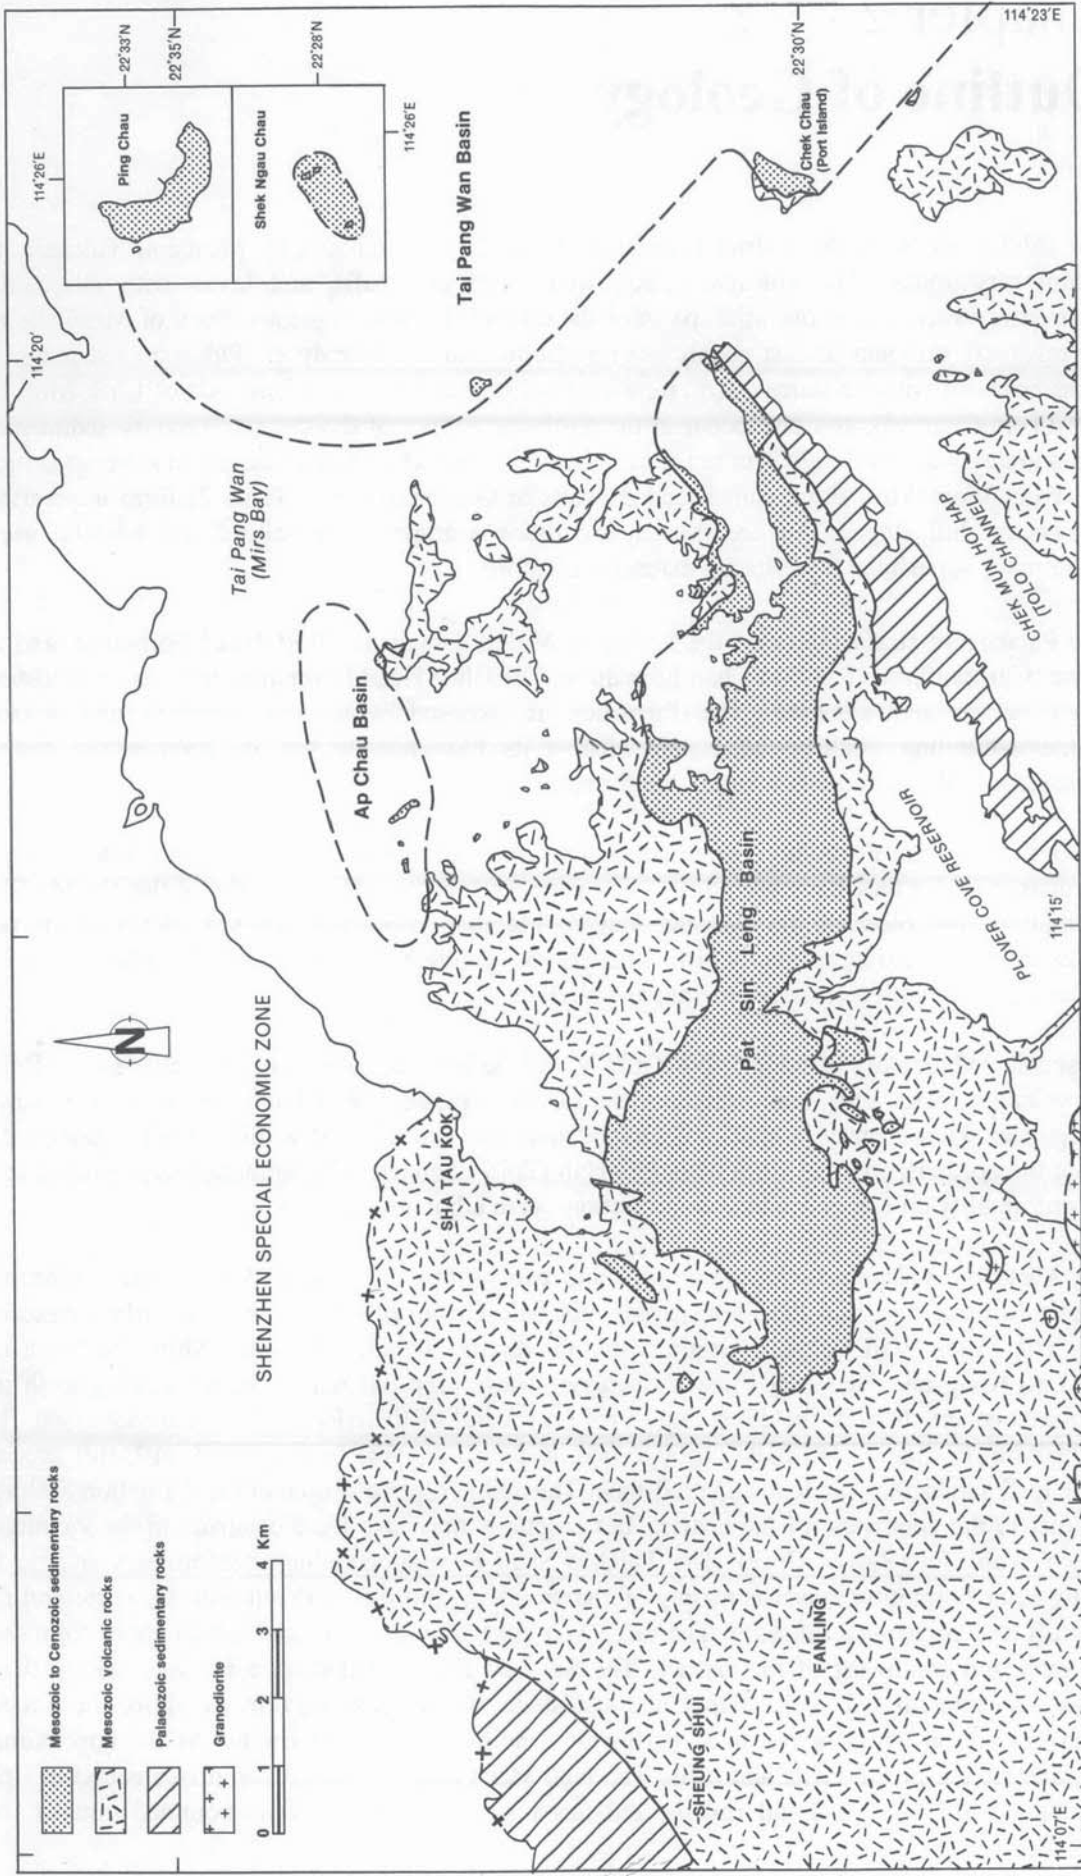 Mesozoic to Cenozoic sedimentary rocks
Mesozoic volcanic rocks
Palaeozoic sedimentary rocks
Granodiorite
0 1 2 3 4 Km
N
SHENZHEN SPECIAL ECONOMIC ZONE
SHA TAU KOK
SHEUNG SHUI
FANLING
Ap Chau Basin
Tai Pang Wan
(Mirs Bay)
Tai Pang Wan Basin
Pat Sin Leng Basin
PLOVER COVE RESERVOIR
CHEK MUN HOI HAP
(TOLO CHANNEL)
Chek Chau
(Port Island)
Ping Chau
Shek Ngau Chau
114°26'E
22°33'N
22°35'N
22°28'N
114°26'E
114°20'
22°30'N
114°23'E
114°15'
114°07'E